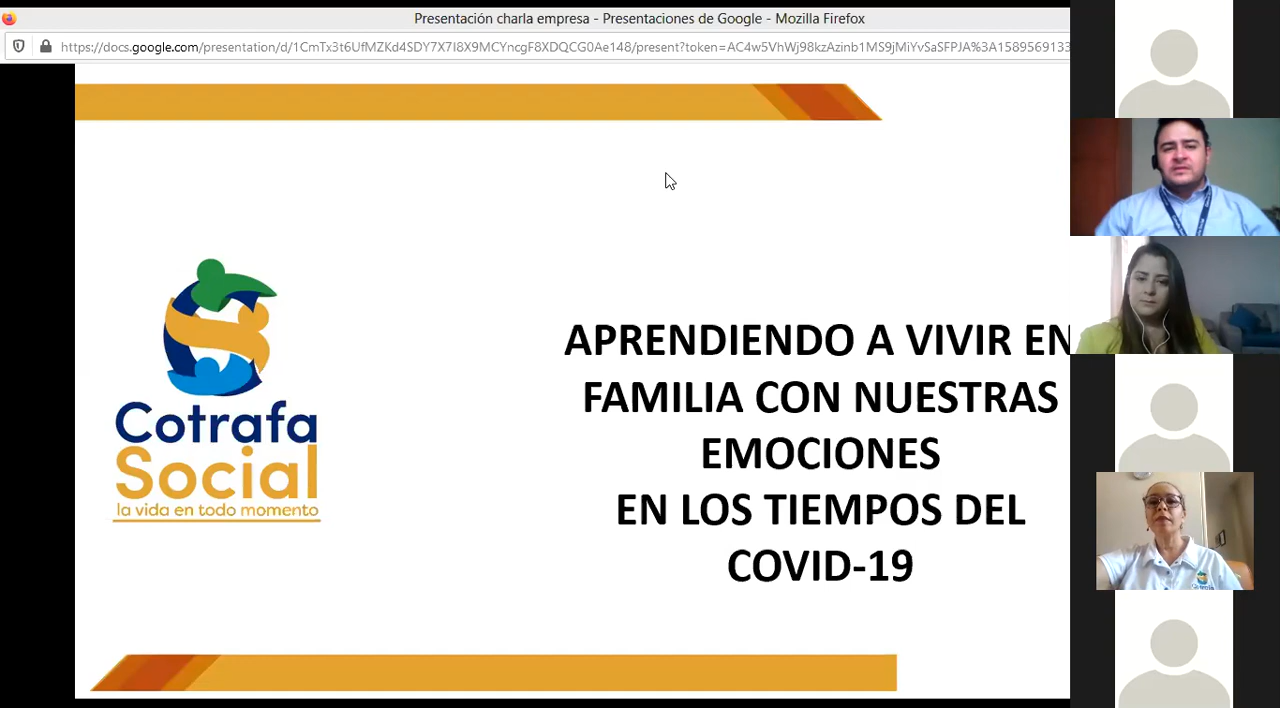 Presentación charla empresa - Presentaciones de Google - Mozilla Firefox
https://docs.google.com/presentation/d/1CmTx3t6UfMZKd4SDY7X7I8X9MCYncgF8XDQCG0Ae148/present?token=AC4w5VhWj98kzAzinb1MS9jMiYvSaSFPJA%3A1589569133
APRENDIENDO A VIVIR EN
FAMILIA CON NUESTRAS
EMOCIONES
EN LOS TIEMPOS DEL
COVID-19
Cotrafa
Social
la vida en todo momento